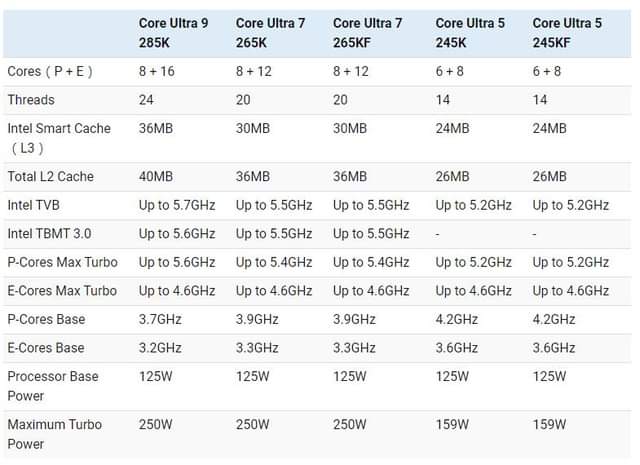 Core Ultra 9 285K Core Ultra 7 265K Core Ultra 7 265KF Core Ultra 5 245K Core Ultra 5 245KF
Cores（P + E） 8 + 16 8 + 12 8 + 12 6 + 8 6 + 8
Threads 24 20 20 14 14
Intel Smart Cache（L3） 36MB 30MB 30MB 24MB 24MB
Total L2 Cache 40MB 36MB 36MB 26MB 26MB
Intel TVB Up to 5.7GHz Up to 5.5GHz Up to 5.5GHz Up to 5.2GHz Up to 5.2GHz
Intel TBMT 3.0 Up to 5.6GHz Up to 5.5GHz Up to 5.5GHz - -
P-Cores Max Turbo Up to 5.6GHz Up to 5.4GHz Up to 5.4GHz Up to 5.2GHz Up to 5.2GHz
E-Cores Max Turbo Up to 4.6GHz Up to 4.6GHz Up to 4.6GHz Up to 4.6GHz Up to 4.6GHz
P-Cores Base 3.7GHz 3.9GHz 3.9GHz 4.2GHz 4.2GHz
E-Cores Base 3.2GHz 3.3GHz 3.3GHz 3.6GHz 3.6GHz
Processor Base Power 125W 125W 125W 125W 125W
Maximum Turbo Power 250W 250W 250W 159W 159W